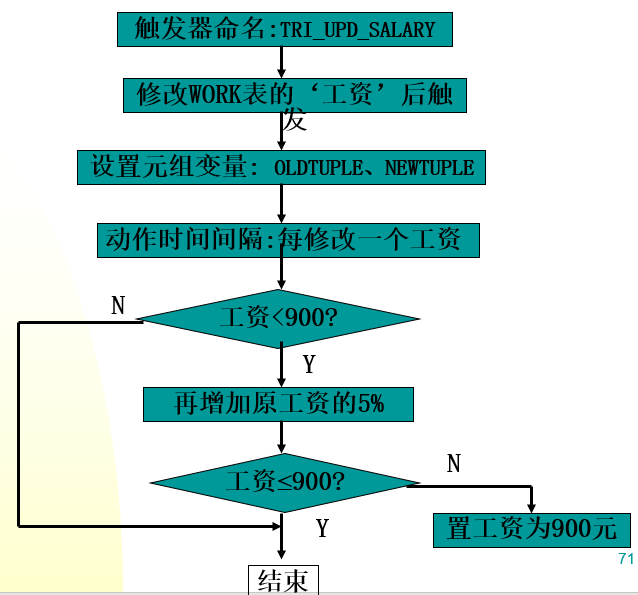 触发器命名:TRI_UPD_SALARY
修改WORK表的‘工资’后触
发
设置元组变量: OLDTUPLE、NEWTUPLE
动作时间间隔:每修改一个工资
N
工资<900?
Y
再增加原工资的5%
工资≤900?
N
Y
置工资为900元
71
结束